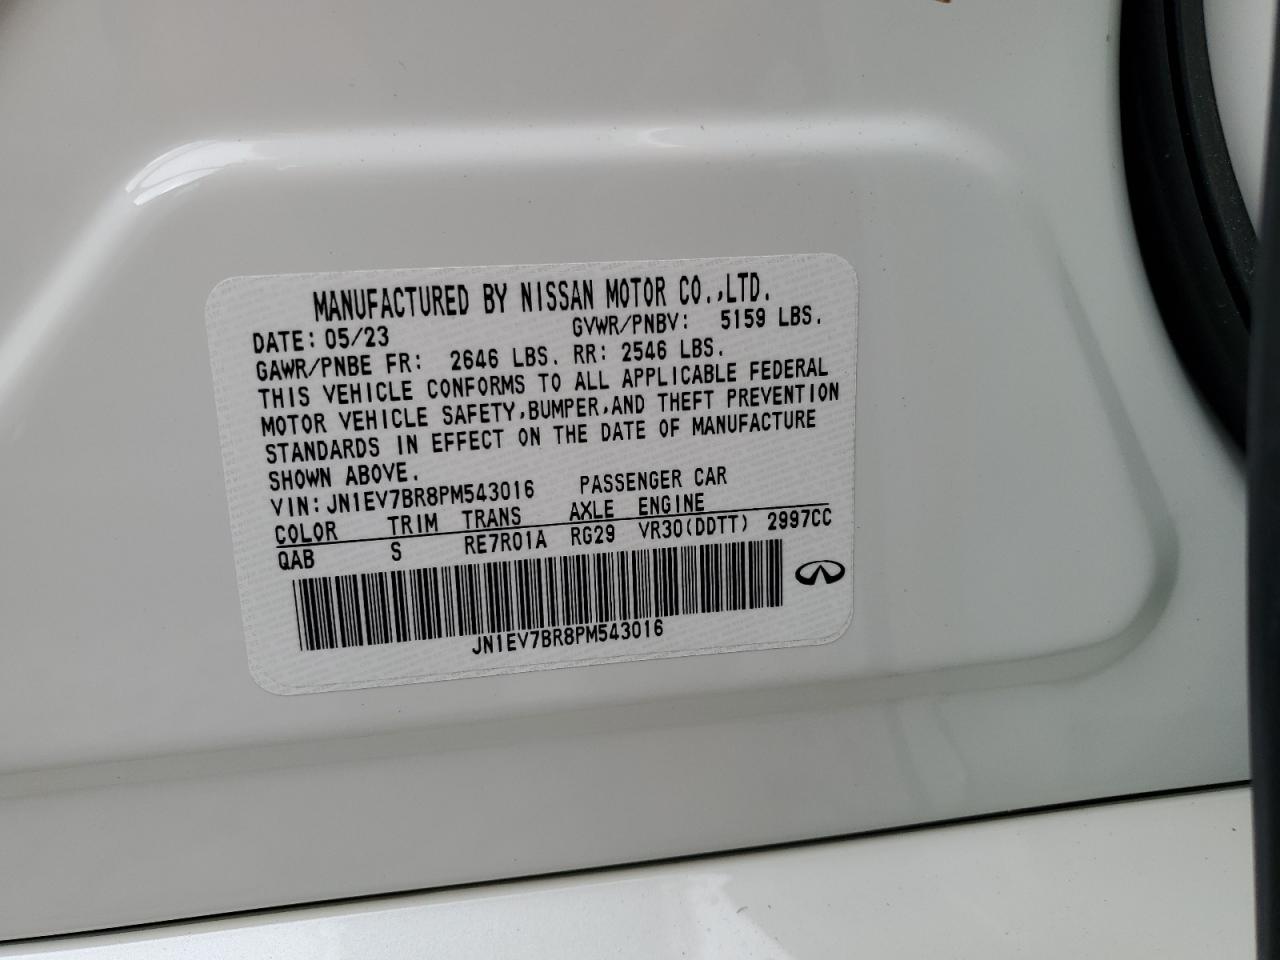 MANUFACTURED BY NISSAN MOTOR CO.,LTD.
DATE: 05/23 GVWR/PNBV: 5159 LBS.
GAWR/PNBE FR: 2646 LBS. RR: 2546 LBS.
THIS VEHICLE CONFORMS TO ALL APPLICABLE FEDERAL
MOTOR VEHICLE SAFETY,BUMPER,AND THEFT PREVENTION
STANDARDS IN EFFECT ON THE DATE OF MANUFACTURE
SHOWN ABOVE.
VIN:JN1EV7BR8PM543016 PASSENGER CAR
COLOR TRIM TRANS AXLE ENGINE
QAB S RE7R01A RG29 VR30(DDTT) 2997CC
JN1EV7BR8PM543016